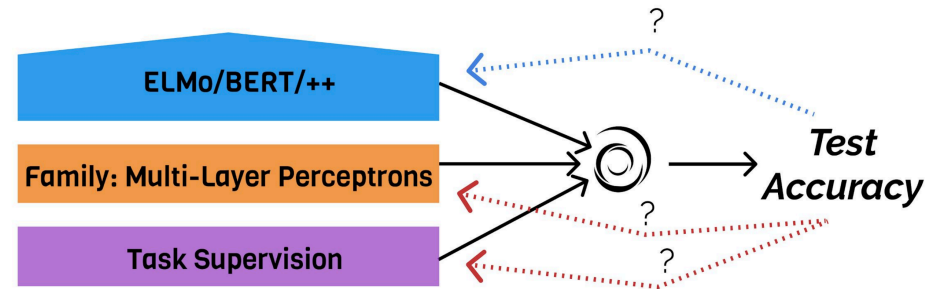 ?
ELMo/BERT/++
Family: Multi-Layer Perceptrons
Task Supervision
Test
Accuracy
?
?